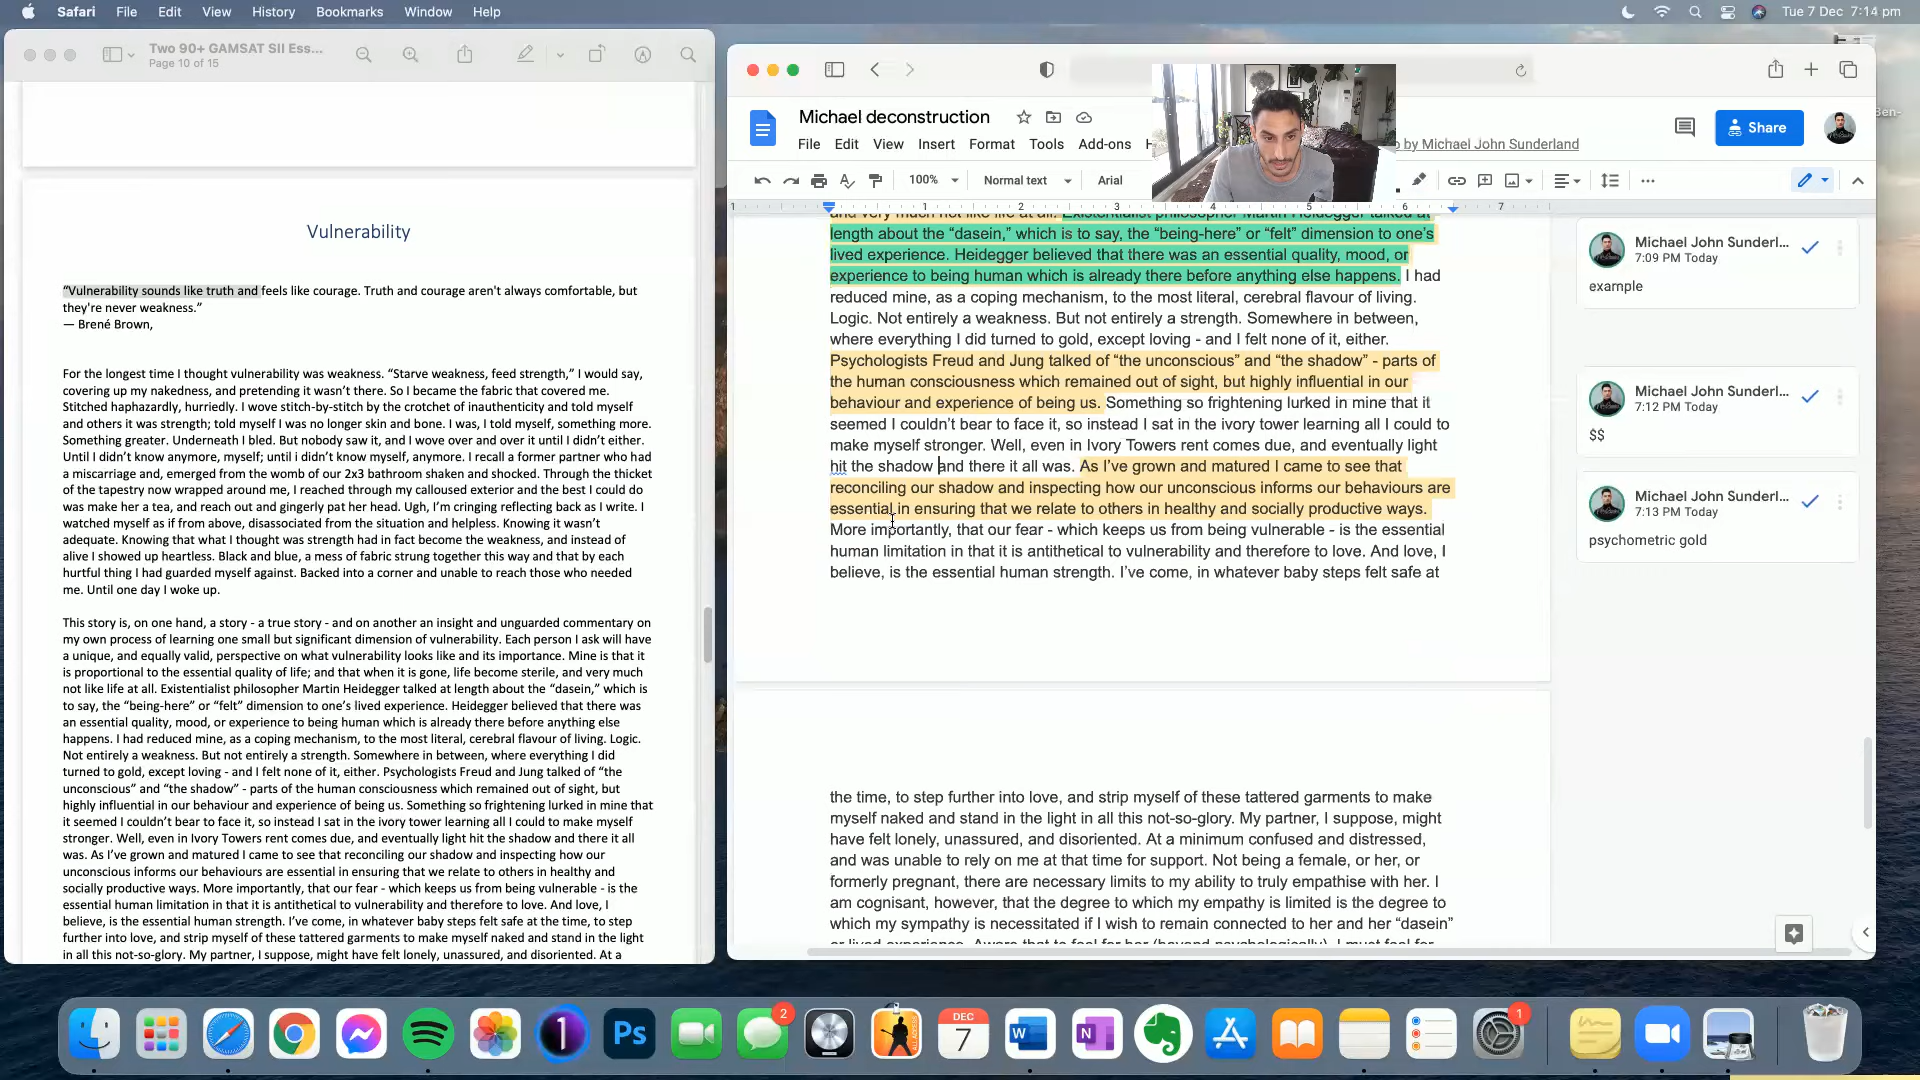 Safari File Edit View History Bookmarks Window Help
Tue 7 Dec 7:14 pm
Two 90+ GAMSAT SII Ess...
Page 10 of 15
Vulnerability
“Vulnerability sounds like truth and feels like courage. Truth and courage aren't always comfortable, but
they're never weakness.”
— Brené Brown,
For the longest time I thought vulnerability was weakness. “Starve weakness, feed strength,” I would say,
covering up my nakedness, and pretending it wasn’t there. So I became the fabric that covered me.
Stitched haphazardly, hurriedly. I wove stitch-by-stitch by the crotchet of inauthenticity and told myself
and others it was strength; told myself I was no longer skin and bone. I was, I told myself, something more.
Something greater. Underneath I bled. But nobody saw it, and I wove over and over it until I didn’t either.
Until I didn’t know anymore, myself; until i didn’t know myself, anymore. I recall a former partner who had
a miscarriage and, emerged from the womb of our 2x3 bathroom shaken and shocked. Through the thicket
of the tapestry now wrapped around me, I reached through my calloused exterior and the best I could do
was make her a tea, and reach out and gingerly pat her head. Ugh, I’m cringing reflecting back as I write. I
watched myself as if from above, disassociated from the situation and helpless. Knowing it wasn’t
adequate. Knowing that what I thought was strength had in fact become the weakness, and instead of
alive I showed up heartless. Black and blue, a mess of fabric strung together this way and that by each
hurtful thing I had guarded myself against. Backed into a corner and unable to reach those who needed
me. Until one day I woke up.
This story is, on one hand, a story - a true story - and on another an insight and unguarded commentary on
my own process of learning one small but significant dimension of vulnerability. Each person I ask will have
a unique, and equally valid, perspective on what vulnerability looks like and its importance. Mine is that it
is proportional to the essential quality of life; and that when it is gone, life become sterile, and very much
not like life at all. Existentialist philosopher Martin Heidegger talked at length about the “dasein,” which is
to say, the “being-here” or “felt” dimension to one’s lived experience. Heidegger believed that there was
an essential quality, mood, or experience to being human which is already there before anything else
happens. I had reduced mine, as a coping mechanism, to the most literal, cerebral flavour of living. Logic.
Not entirely a weakness. But not entirely a strength. Somewhere in between, where everything I did
turned to gold, except loving - and I felt none of it, either. Psychologists Freud and Jung talked of “the
unconscious” and “the shadow” - parts of the human consciousness which remained out of sight, but
highly influential in our behaviour and experience of being us. Something so frightening lurked in mine that
it seemed I couldn’t bear to face it, so instead I sat in the ivory tower learning all I could to make myself
stronger. Well, even in Ivory Towers rent comes due, and eventually light hit the shadow and there it all
was. As I’ve grown and matured I came to see that reconciling our shadow and inspecting how our
unconscious informs our behaviours are essential in ensuring that we relate to others in healthy and
socially productive ways. More importantly, that our fear - which keeps us from being vulnerable - is the
essential human limitation in that it is antithetical to vulnerability and therefore to love. And love, I
believe, is the essential human strength. I’ve come, in whatever baby steps felt safe at the time, to step
further into love, and strip myself of these tattered garments to make myself naked and stand in the light
in all this not-so-glory. My partner, I suppose, might have felt lonely, unassured, and disoriented. At a
Michael deconstruction
File Edit View Insert Format Tools Add-ons
by Michael John Sunderland
Share
100% Normal text Arial
1 1 2 3 4 5 6 7
and very much not like life at all. Existentialist philosopher Martin Heidegger talked at
length about the “dasein,” which is to say, the “being-here” or “felt” dimension to one’s
lived experience. Heidegger believed that there was an essential quality, mood, or
experience to being human which is already there before anything else happens. I had
reduced mine, as a coping mechanism, to the most literal, cerebral flavour of living.
Logic. Not entirely a weakness. But not entirely a strength. Somewhere in between,
where everything I did turned to gold, except loving - and I felt none of it, either.
Psychologists Freud and Jung talked of “the unconscious” and “the shadow” - parts of
the human consciousness which remained out of sight, but highly influential in our
behaviour and experience of being us. Something so frightening lurked in mine that it
seemed I couldn’t bear to face it, so instead I sat in the ivory tower learning all I could to
make myself stronger. Well, even in Ivory Towers rent comes due, and eventually light
hit the shadow and there it all was. As I’ve grown and matured I came to see that
reconciling our shadow and inspecting how our unconscious informs our behaviours are
essential in ensuring that we relate to others in healthy and socially productive ways.
More importantly, that our fear - which keeps us from being vulnerable - is the essential
human limitation in that it is antithetical to vulnerability and therefore to love. And love, I
believe, is the essential human strength. I’ve come, in whatever baby steps felt safe at
the time, to step further into love, and strip myself of these tattered garments to make
myself naked and stand in the light in all this not-so-glory. My partner, I suppose, might
have felt lonely, unassured, and disoriented. At a minimum confused and distressed,
and was unable to rely on me at that time for support. Not being a female, or her, or
formerly pregnant, there are necessary limits to my ability to truly empathise with her. I
am cognisant, however, that the degree to which my empathy is limited is the degree to
which my sympathy is necessitated if I wish to remain connected to her and her “dasein”
or lived experience. Aware that to feel for her (beyond psychologically), I must feel for
Michael John Sunderl...
7:09 PM Today
example
Michael John Sunderl...
7:12 PM Today
$$
Michael John Sunderl...
7:13 PM Today
psychometric gold
Ben-
2
DEC
7
1
1
Ps
W
N